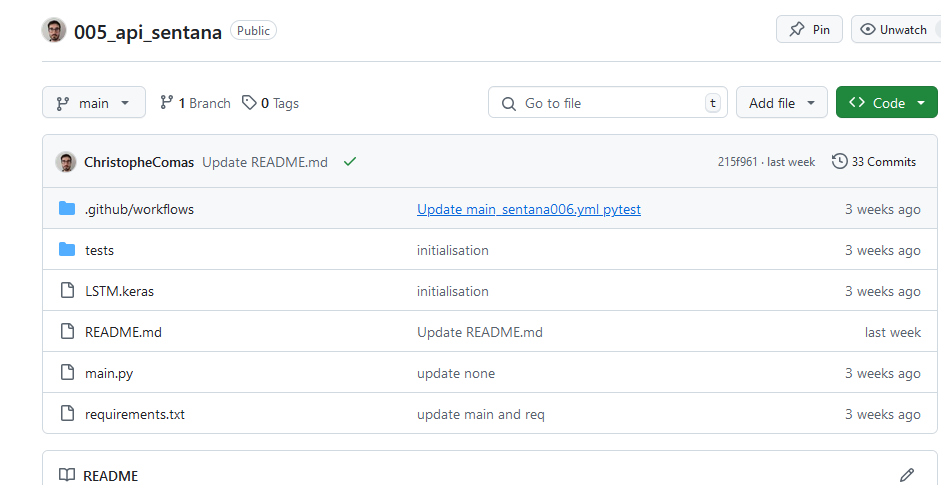 005_api_sentana Public Pin Unwatch
main 1 Branch 0 Tags Go to file t Add file Code
ChristopheComas Update README.md 215f961 · last week 33 Commits
.github/workflows Update main_sentana006.yml pytest 3 weeks ago
tests initialisation 3 weeks ago
LSTM.keras initialisation 3 weeks ago
README.md Update README.md last week
main.py update none 3 weeks ago
requirements.txt update main and req 3 weeks ago
README